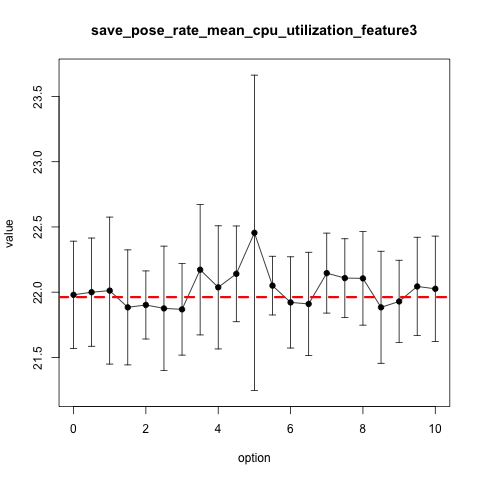 save_pose_rate_mean_cpu_utilization_feature3
value
23.5
23.0
22.5
22.0
21.5
0 2 4 6 8 10
option